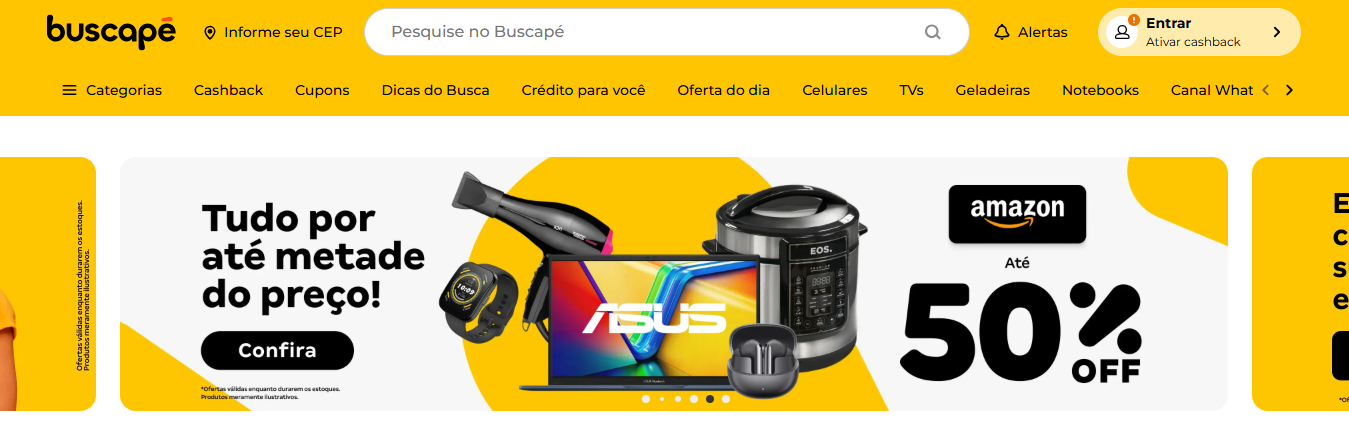 buscapé
Informe seu CEP
Pesquise no Buscapé
Alertas
!
Entrar
Ativar cashback
Categorias
Cashback
Cupons
Dicas do Busca
Crédito para você
Oferta do dia
Celulares
TVs
Geladeiras
Notebooks
Canal What
Ofertas válidas enquanto durarem os estoques.
Produtos meramente ilustrativos.
Tudo por
até metade
do preço!
Confira
*Ofertas válidas enquanto durarem os estoques.
Produtos meramente ilustrativos.
10:09
ASUS
EOS.
amazon
Até
50%
OFF
E
c
s
e